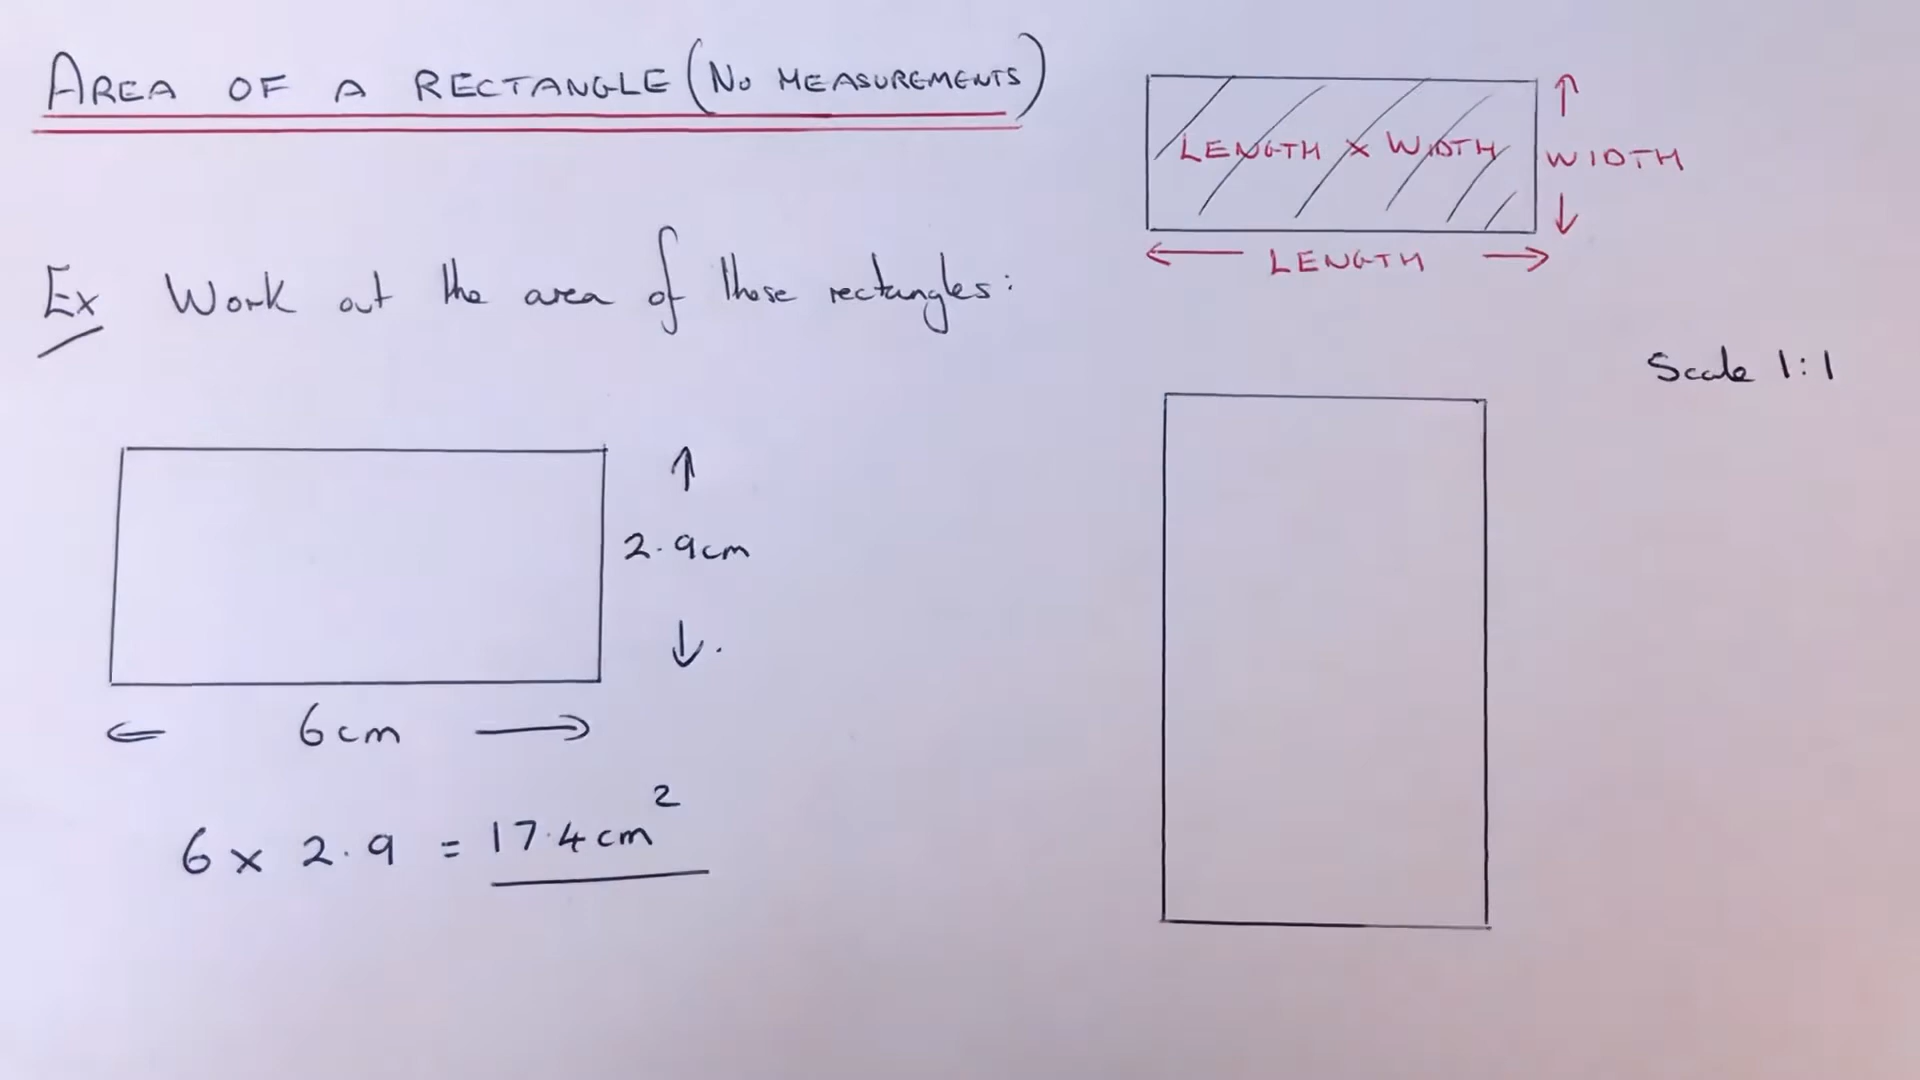 AREA OF A RECTANGLE (NO MEASUREMENTS)
LENGTH × WIDTH
WIDTH
LENGTH
Ex Work out the area of these rectangles:
Scale 1:1
2.9cm
6cm
6 × 2.9 = 17.4cm²